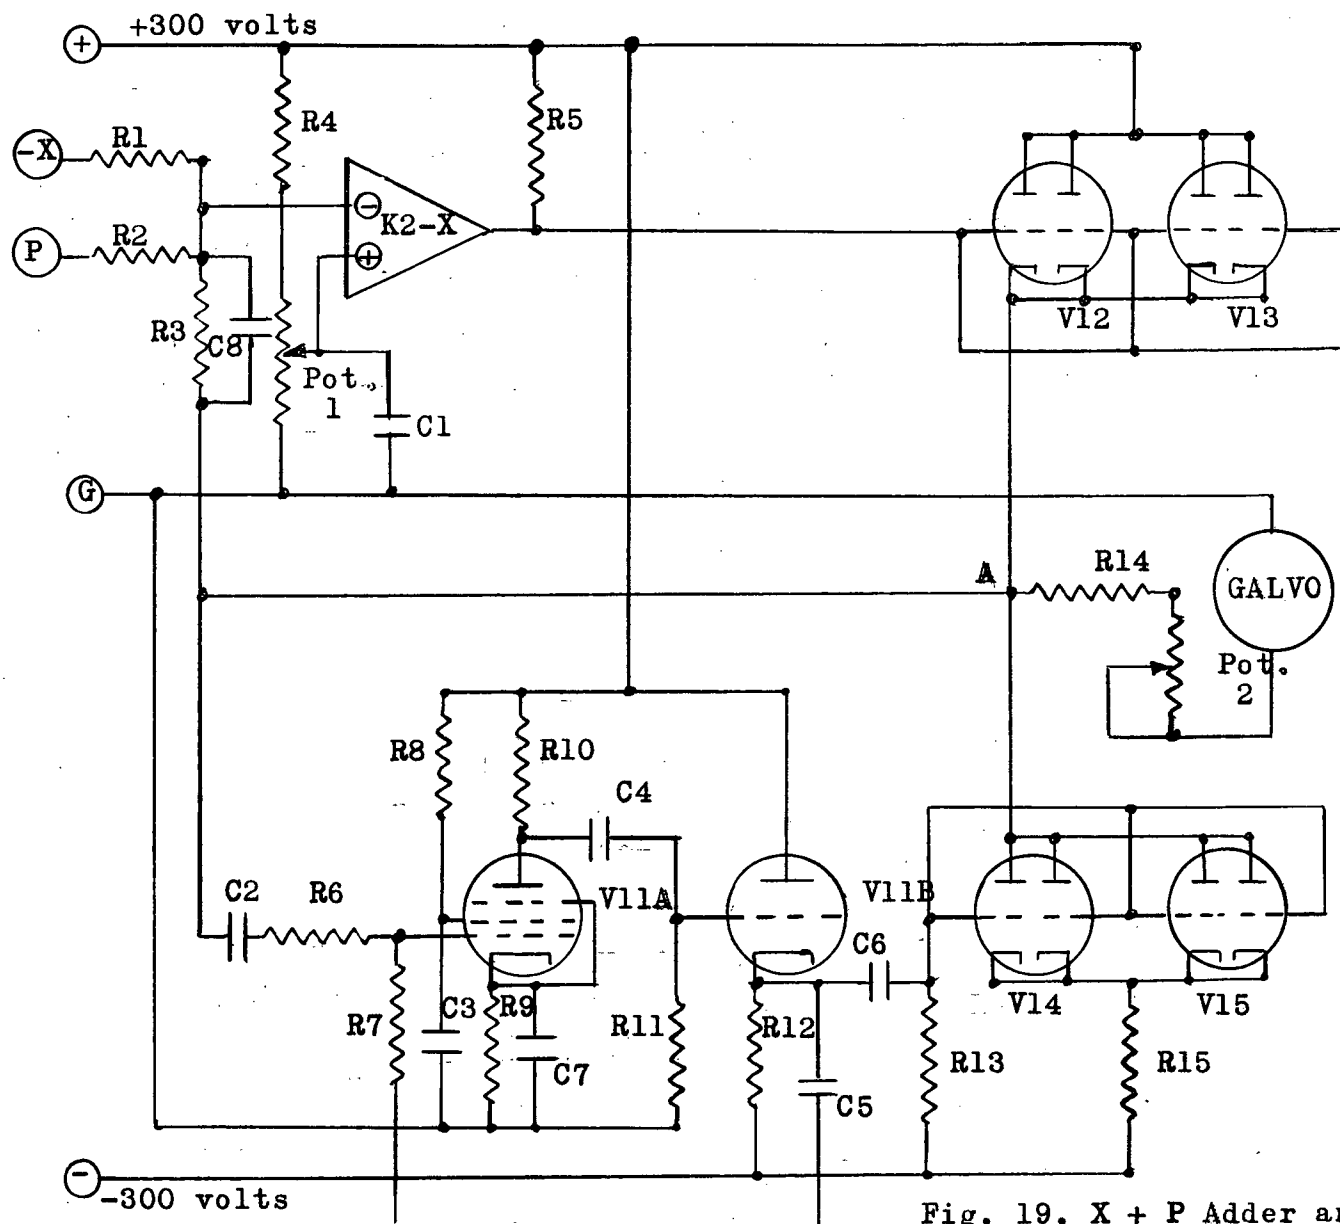 + +300 volts
R4
R5
-X R1
K2-X
P R2
R3
C8
Pot.
1
C1
V12
V13
G
A
R14
GALVO
Pot.
2
R8
R10
C4
C2
R6
V11A
V11B
C6
R7
C3
R9
C7
R11
R12
C5
R13
V14
V15
R15
- -300 volts
Fig. 19. X + P Adder a